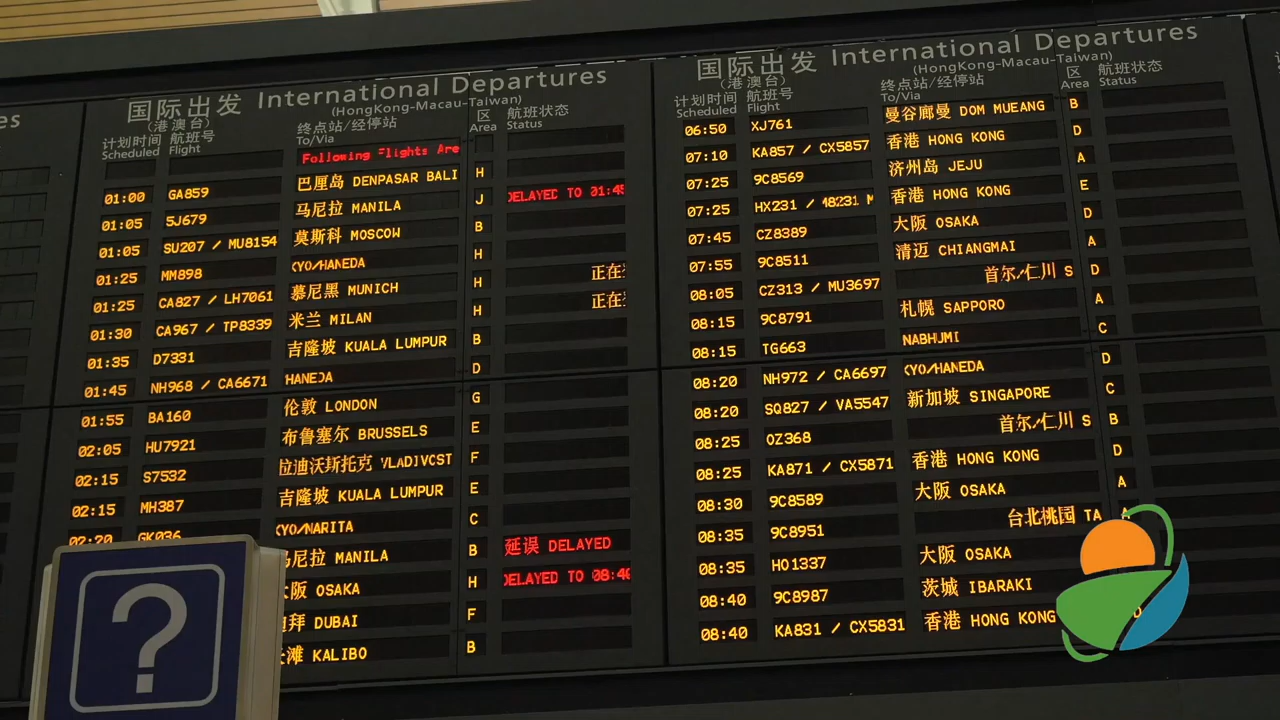 es
国际出发 International Departures
(港澳台) (HongKong-Macau-Taiwan)
计划时间 航班号 终点站/经停站 区 航班状态
Scheduled Flight To/Via Area Status
Following Flights Are
01:00 GA859 巴厘岛 DENPASAR BALI H
01:05 5J679 马尼拉 MANILA J DELAYED TO 01:45
01:05 SU207 / MU8154 莫斯科 MOSCOW B
01:25 MM898 KYO/HANEDA H
01:25 CA827 / LH7061 慕尼黑 MUNICH H 正在
01:30 CA967 / TP8339 米兰 MILAN H 正在
01:35 D7331 吉隆坡 KUALA LUMPUR B
01:45 NH968 / CA6671 HANEDA D
01:55 BA160 伦敦 LONDON G
02:05 HU7921 布鲁塞尔 BRUSSELS E
02:15 S7532 拉迪沃斯托克 F
02:15 MH387 吉隆坡 KUALA LUMPUR E
02:20 GK036 KYO/NARITA C
马尼拉 MANILA B 延误 DELAYED
大阪 OSAKA H DELAYED TO 08:40
迪拜 DUBAI F
滩 KALIBO B
?
国际出发 International Departures
(港澳台) (HongKong-Macau-Taiwan)
计划时间 航班号 终点站/经停站 区 航班状态
Scheduled Flight To/Via Area Status
06:50 XJ761 曼谷廊曼 DOM MUEANG B
07:10 KA857 / CX5857 香港 HONG KONG D
07:25 9C8569 济州岛 JEJU A
07:25 HX231 / 香港 HONG KONG E
07:45 CZ8389 大阪 OSAKA D
07:55 9C8511 清迈 CHIANGMAI A
08:05 CZ313 / MU3697 首尔/仁川 S D
08:15 9C8791 札幌 SAPPORO A
08:15 TG663 NABHUMI C
08:20 NH972 / CA6697 KYO/HANEDA D
08:20 SQ827 / VA5547 新加坡 SINGAPORE C
08:25 OZ368 首尔/仁川 S B
08:25 KA871 / CX5871 香港 HONG KONG D
08:30 9C8589 大阪 OSAKA A
08:35 9C8951 台北桃园 TA A
08:35 HO1337 大阪 OSAKA
08:40 9C8987 茨城 IBARAKI
08:40 KA831 / CX5831 香港 HONG KONG D